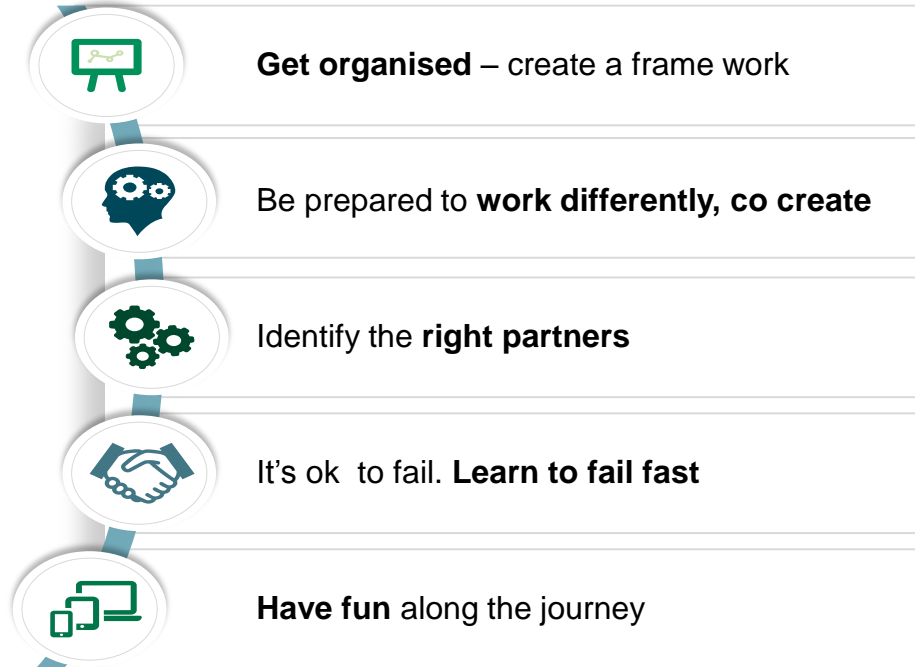 Get organised – create a frame work
Be prepared to work differently, co create
Identify the right partners
It's ok  to fail. Learn to fail fast
Have fun along the journey